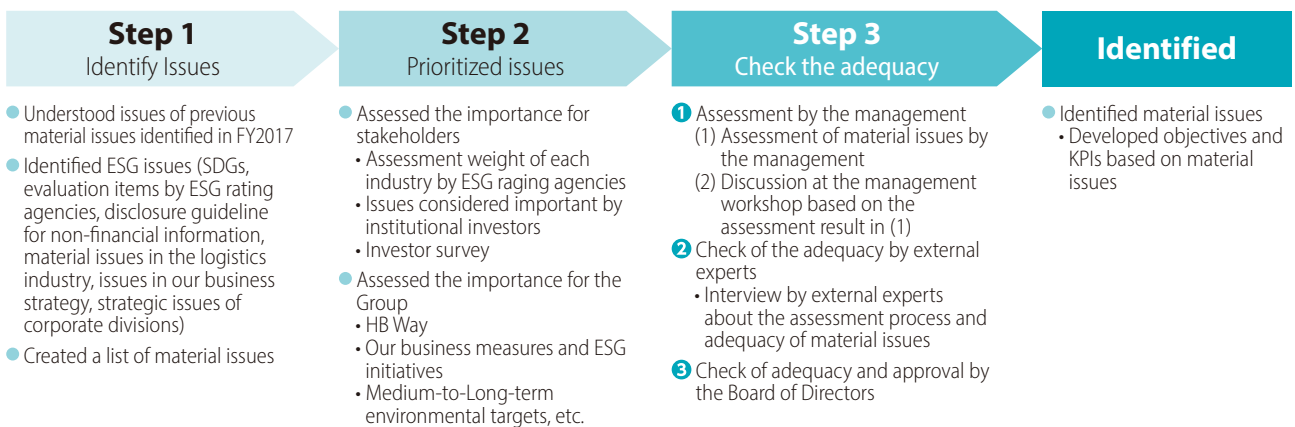 Step 1
Identify Issues
● Understood issues of previous
material issues identified in FY2017
● Identified ESG issues (SDGs,
evaluation items by ESG rating
agencies, disclosure guideline
for non-financial information,
material issues in the logistics
industry, issues in our business
strategy, strategic issues of
corporate divisions)
● Created a list of material issues
Step 2
Prioritized issues
● Assessed the importance for
stakeholders
• Assessment weight of each
industry by ESG raging agencies
• Issues considered important by
institutional investors
• Investor survey
● Assessed the importance for the
Group
• HB Way
• Our business measures and ESG
initiatives
• Medium-to-Long-term
environmental targets, etc.
Step 3
Check the adequacy
❶ Assessment by the management
(1) Assessment of material issues by
the management
(2) Discussion at the management
workshop based on the
assessment result in (1)
❷ Check of the adequacy by external
experts
• Interview by external experts
about the assessment process and
adequacy of material issues
❸ Check of adequacy and approval by
the Board of Directors
Identified
● Identified material issues
• Developed objectives and
KPIs based on material
issues